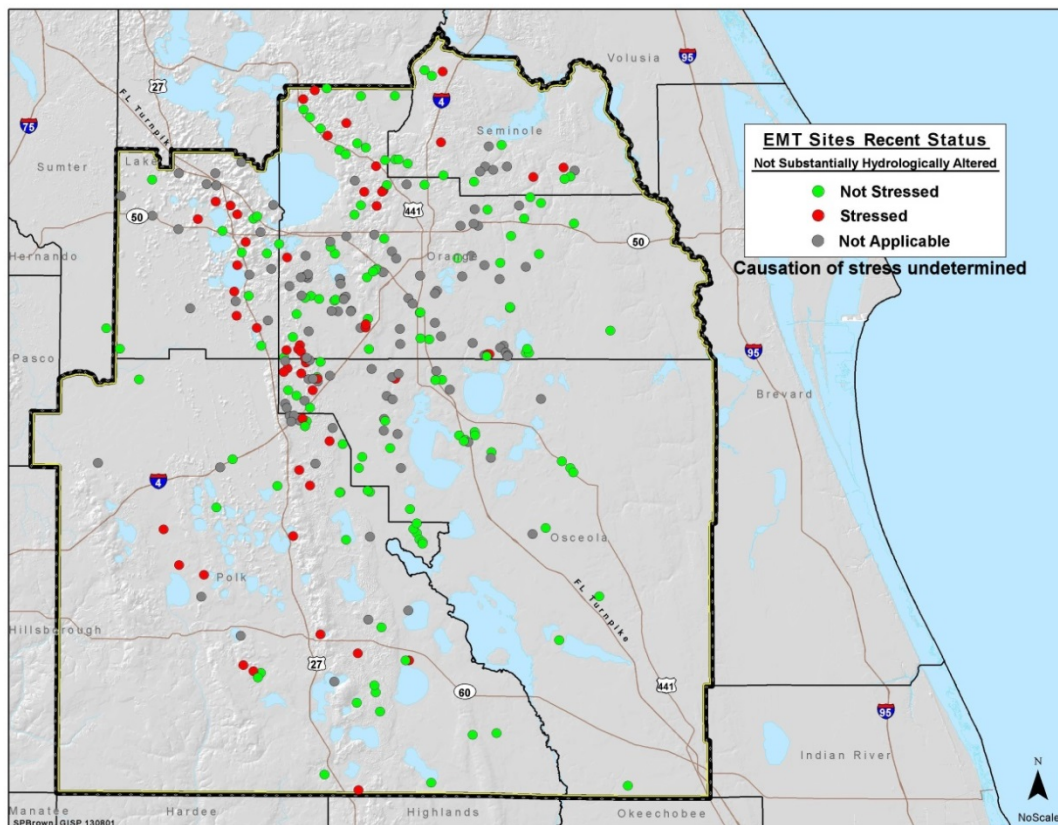 Volusia
95
27
FL Turnpike
4
75
Seminole
EMT Sites Recent Status
Not Substantially Hydrologically Altered
Not Stressed
Stressed
Not Applicable
Causation of stress undetermined
Sumter
Lake
441
50
50
Hernando
Orange
Pasco
95
Brevard
4
Osceola
Polk
FL Turnpike
Hillsborough
27
60
441
95
Indian River
N
NoScale
Manatee
Hardee
Highlands
Okeechobee
SPBrown, GISP 130801